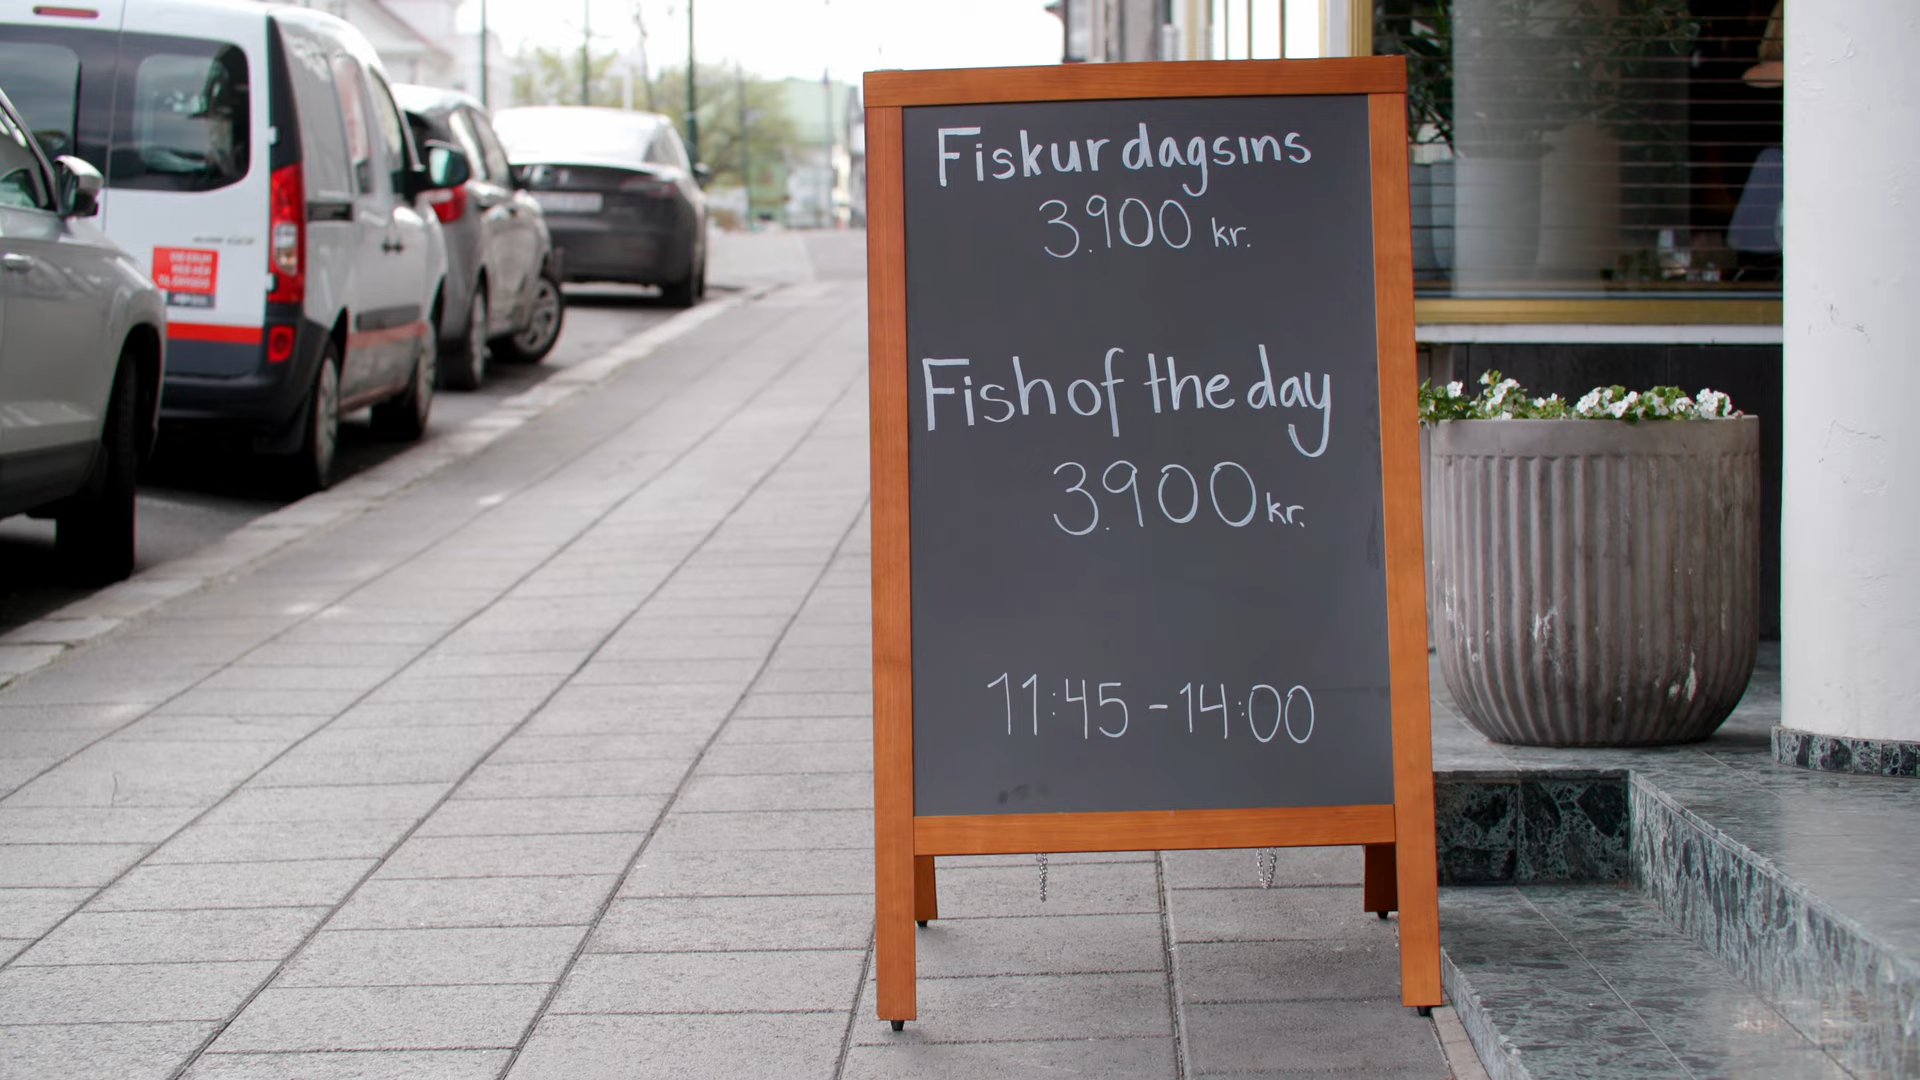 Fiskur dagsins
3.900 kr.
Fish of the day
3.900 kr.
11:45 - 14:00